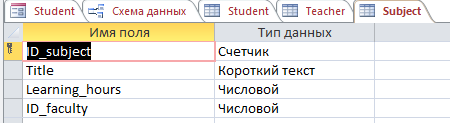 Student Схема данных Student Teacher Subject
Имя поля Тип данных
ID_subject Счетчик
Title Короткий текст
Learning_hours Числовой
ID_faculty Числовой